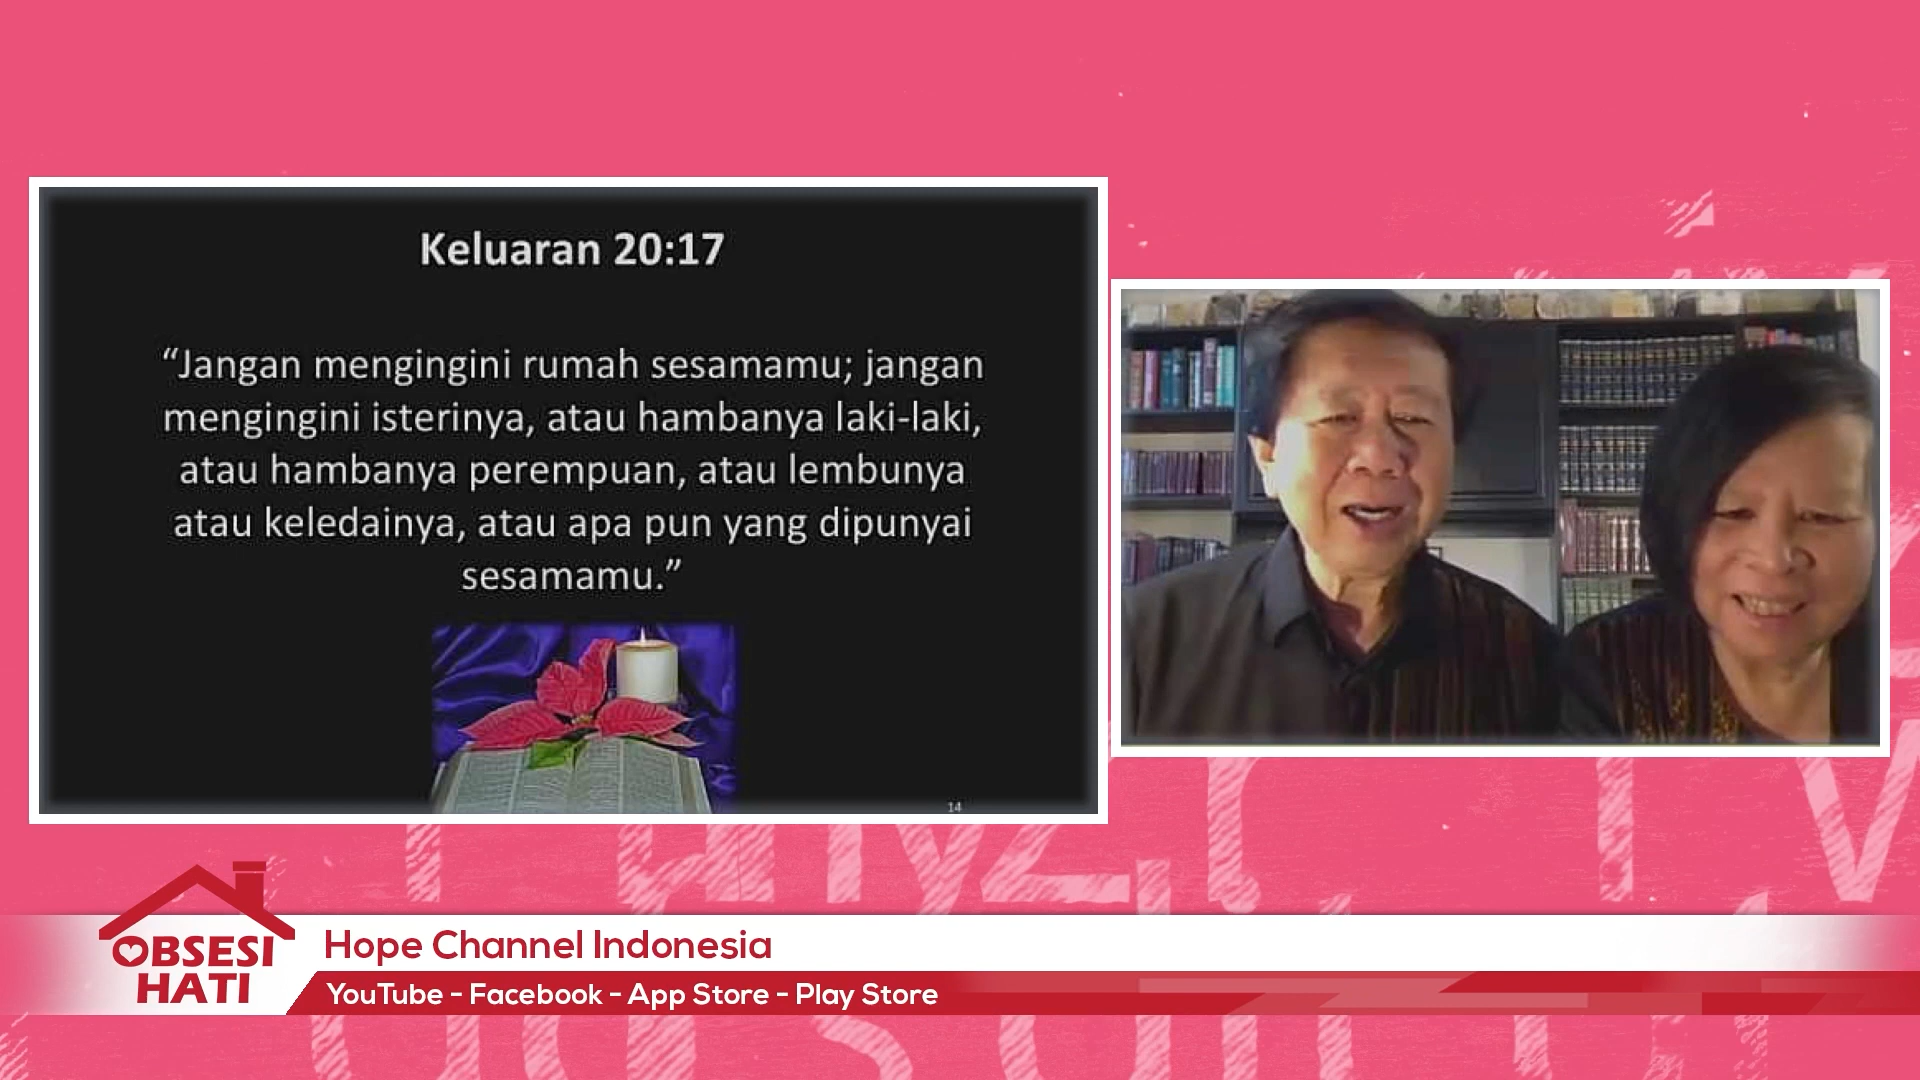 Keluaran 20:17
“Jangan mengingini rumah sesamamu; jangan
mengingini isterinya, atau hambanya laki-laki,
atau hambanya perempuan, atau lembunya
atau keledainya, atau apa pun yang dipunyai
sesamamu.”
14
OBSESI
HATI
Hope Channel Indonesia
YouTube - Facebook - App Store - Play Store